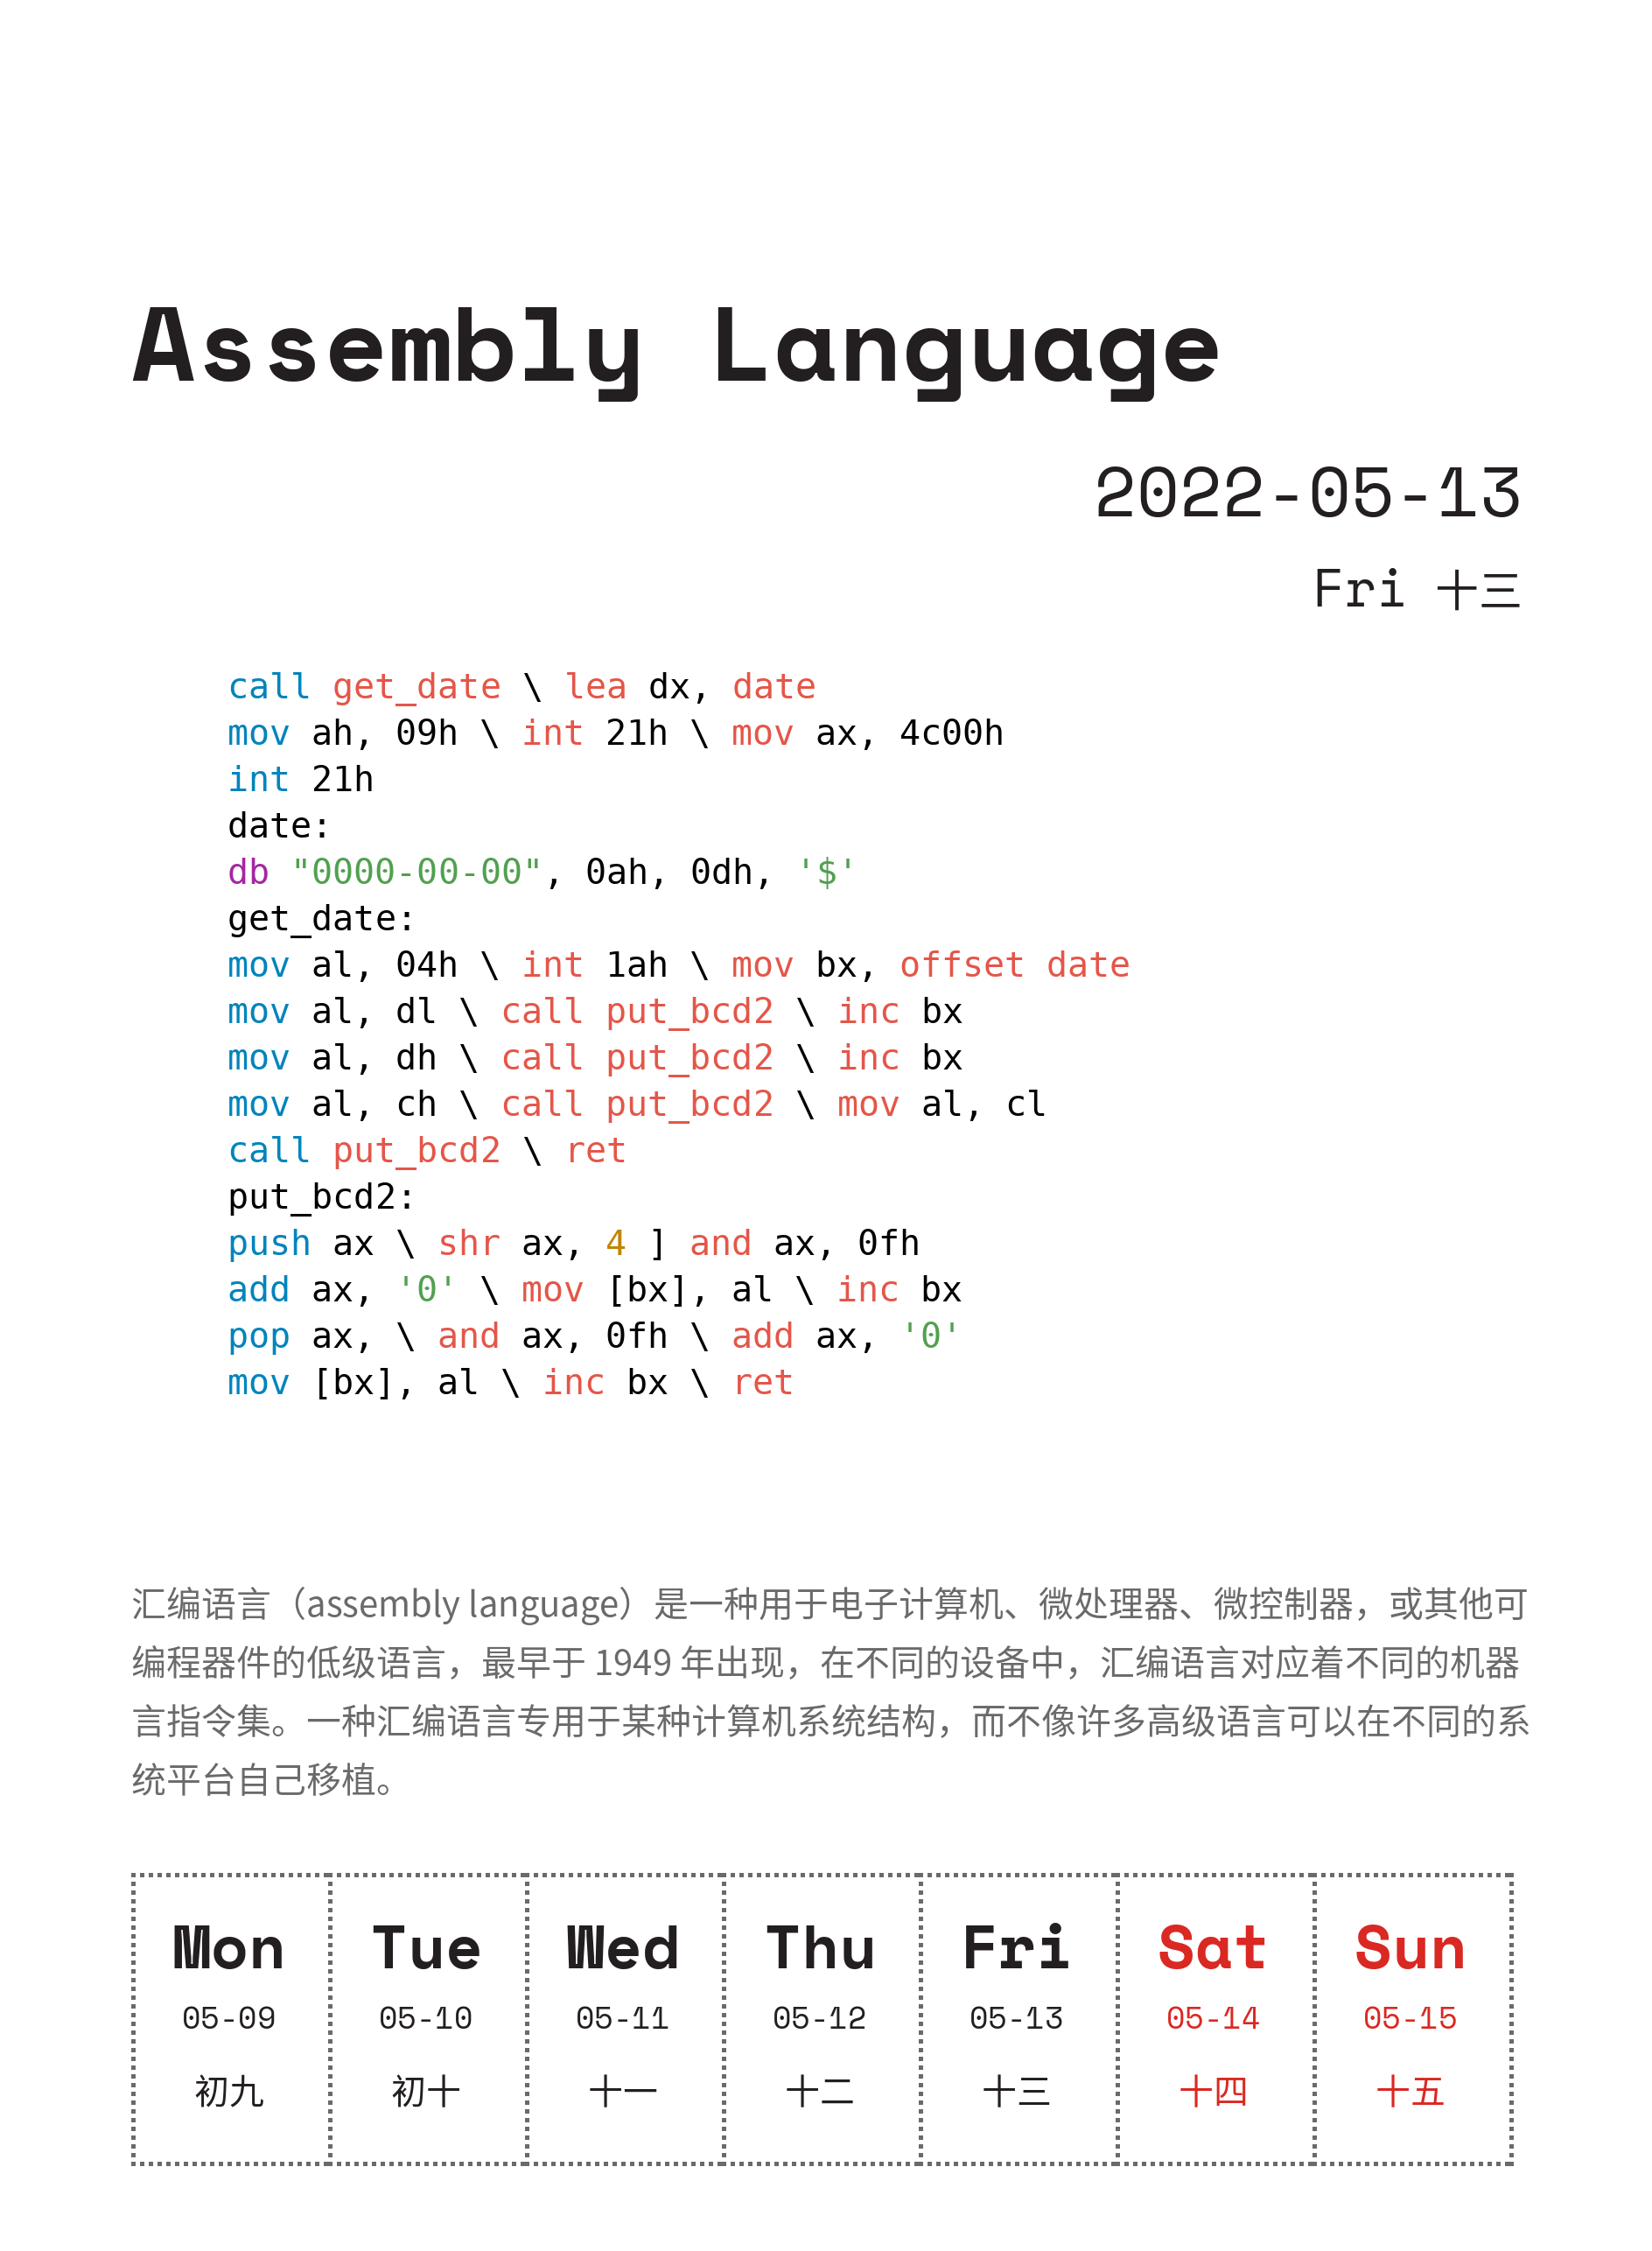 Assembly Language
2022-05-13
Fri 十三
call get_date \ lea dx, date
mov ah, 09h \ int 21h \ mov ax, 4c00h
int 21h
date:
db "0000-00-00", 0ah, 0dh, '$'
get_date:
mov al, 04h \ int 1ah \ mov bx, offset date
mov al, dl \ call put_bcd2 \ inc bx
mov al, dh \ call put_bcd2 \ inc bx
mov al, ch \ call put_bcd2 \ mov al, cl
call put_bcd2 \ ret
put_bcd2:
push ax \ shr ax, 4 ] and ax, 0fh
add ax, '0' \ mov [bx], al \ inc bx
pop ax, \ and ax, 0fh \ add ax, '0'
mov [bx], al \ inc bx \ ret
汇编语言（assembly language）是一种用于电子计算机、微处理器、微控制器，或其他可
编程器件的低级语言，最早于 1949 年出现，在不同的设备中，汇编语言对应着不同的机器
言指令集。一种汇编语言专用于某种计算机系统结构，而不像许多高级语言可以在不同的系
统平台自己移植。
Mon Tue Wed Thu Fri Sat Sun
05-09 05-10 05-11 05-12 05-13 05-14 05-15
初九 初十 十一 十二 十三 十四 十五